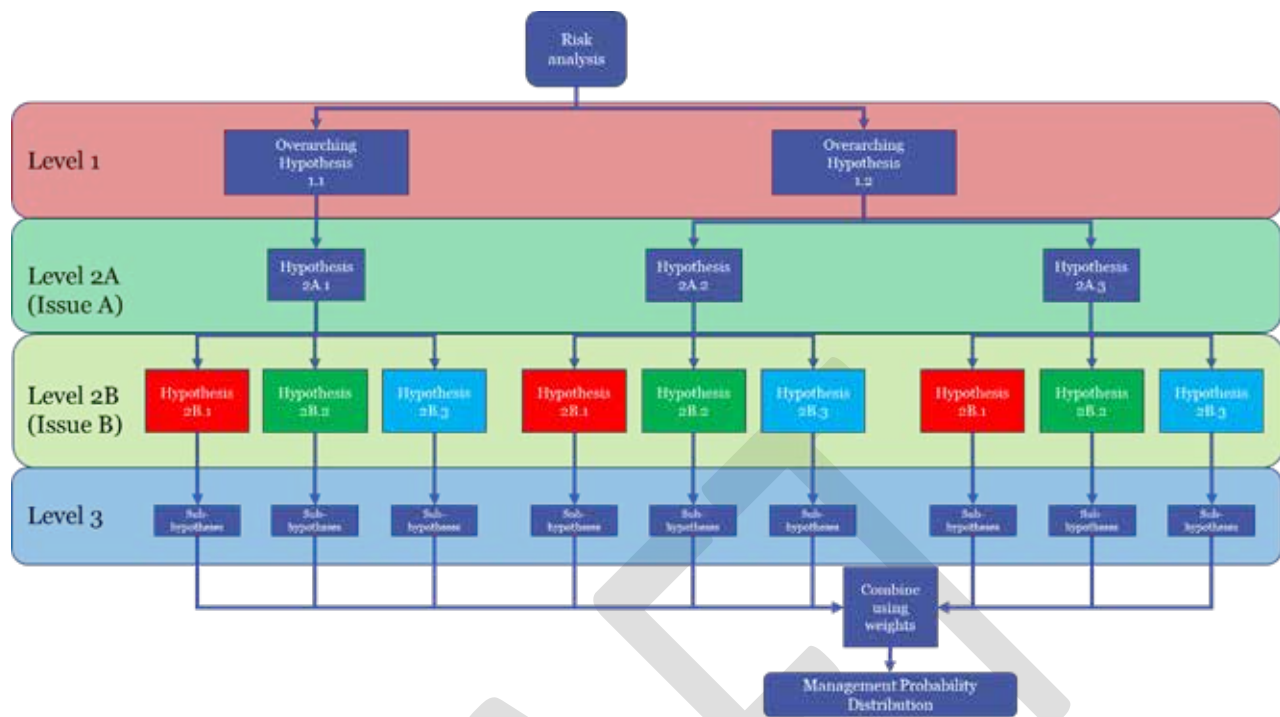 Risk
analysis
Level 1
Overarching
Hypothesis
1.1
Overarching
Hypothesis
1.2
Level 2A
(Issue A)
Hypothesis
2A.1
Hypothesis
2A.2
Hypothesis
2A.3
Level 2B
(Issue B)
Hypothesis
2B.1
Hypothesis
2B.2
Hypothesis
2B.3
Hypothesis
2B.1
Hypothesis
2B.2
Hypothesis
2B.3
Hypothesis
2B.1
Hypothesis
2B.2
Hypothesis
2B.3
Level 3
Sub-
hypotheses
Sub-
hypotheses
Sub-
hypotheses
Sub-
hypotheses
Sub-
hypotheses
Sub-
hypotheses
Sub-
hypotheses
Sub-
hypotheses
Sub-
hypotheses
Combine
using
weights
Management Probability
Distribution